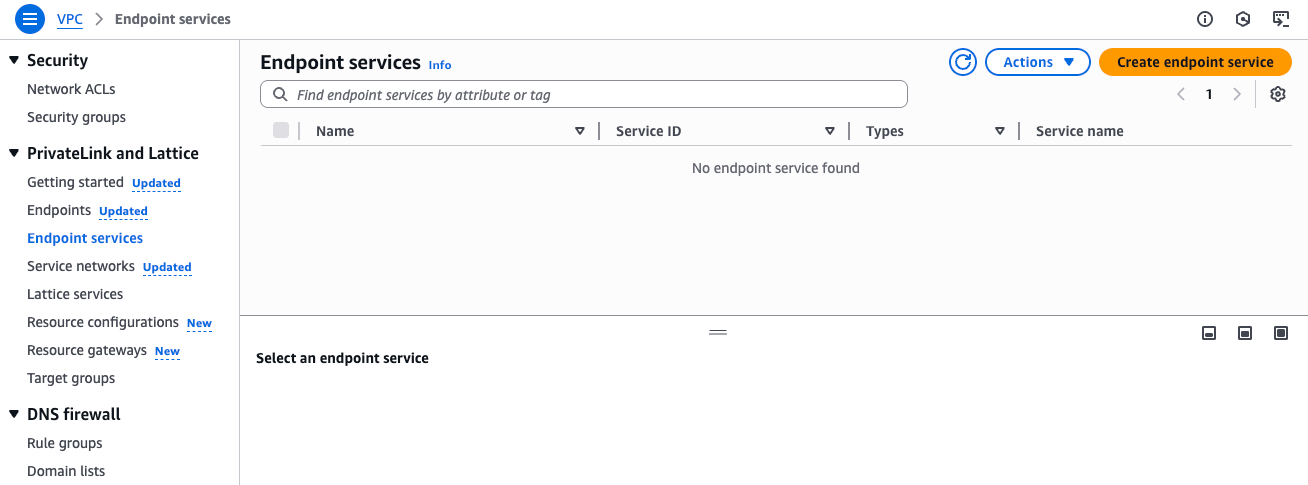 VPC > Endpoint services
Security
Network ACLs
Security groups
PrivateLink and Lattice
Getting started Updated
Endpoints Updated
Endpoint services
Service networks Updated
Lattice services
Resource configurations New
Resource gateways New
Target groups
DNS firewall
Rule groups
Domain lists
Endpoint services Info
Actions
Create endpoint service
Find endpoint services by attribute or tag
1
Name Service ID Types Service name
No endpoint service found
Select an endpoint service